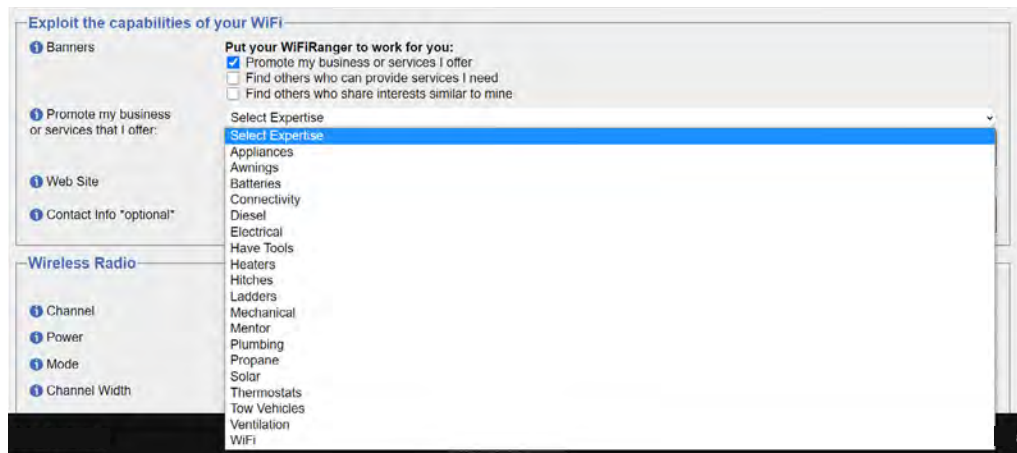 Exploit the capabilities of your WiFi
Banners
Put your WiFiRanger to work for you:
Promote my business or services I offer
Find others who can provide services I need
Find others who share interests similar to mine
Promote my business
or services that I offer:
Select Expertise
Select Expertise
Appliances
Awnings
Batteries
Connectivity
Diesel
Electrical
Have Tools
Heaters
Hitches
Ladders
Mechanical
Mentor
Plumbing
Propane
Solar
Thermostats
Tow Vehicles
Ventilation
WiFi
Web Site
Contact Info *optional*
Wireless Radio
Channel
Power
Mode
Channel Width